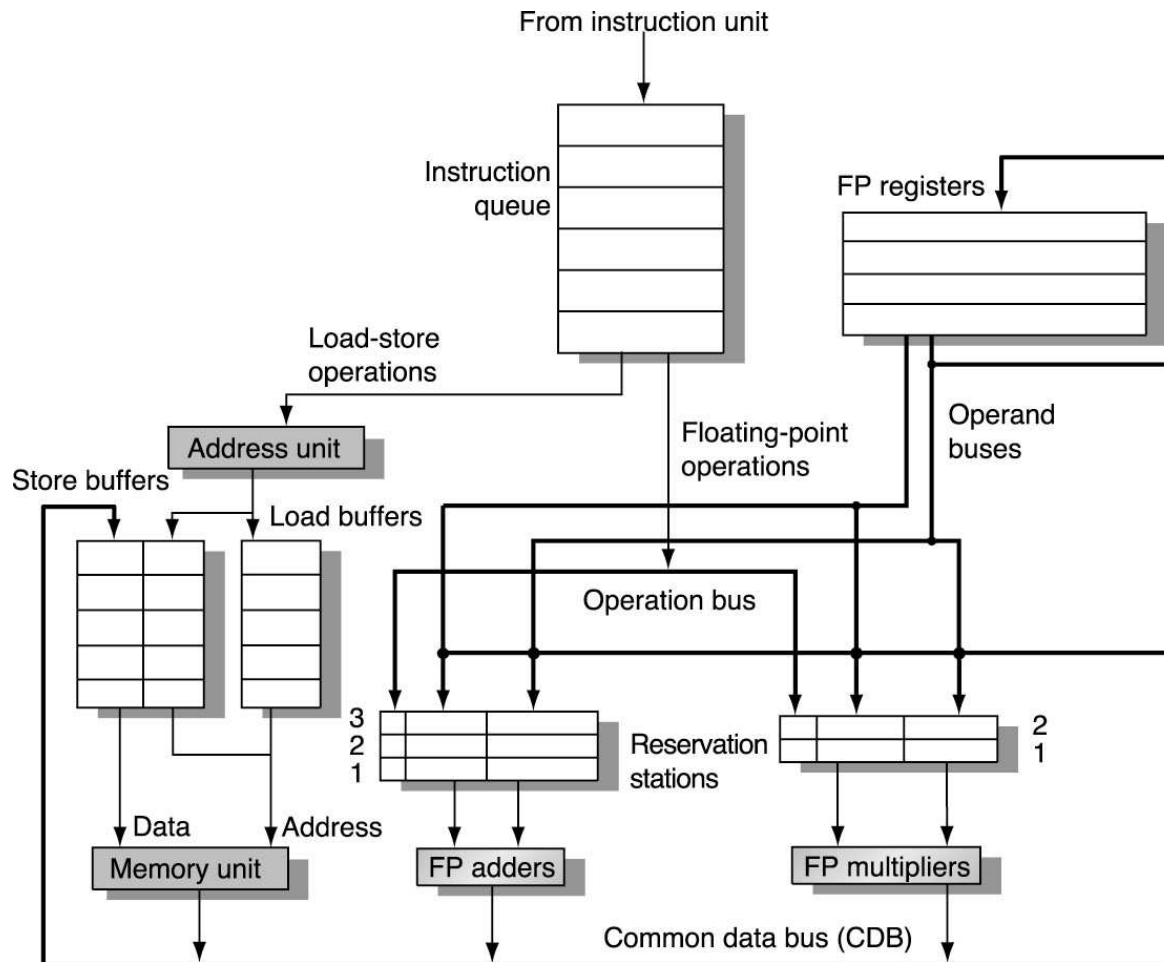 From instruction unit
Instruction
queue
FP registers
Load-store
operations
Address unit
Floating-point
operations
Operand
buses
Store buffers
Load buffers
Operation bus
3
2
1
Reservation
stations
2
1
Data
Address
Memory unit
FP adders
FP multipliers
Common data bus (CDB)